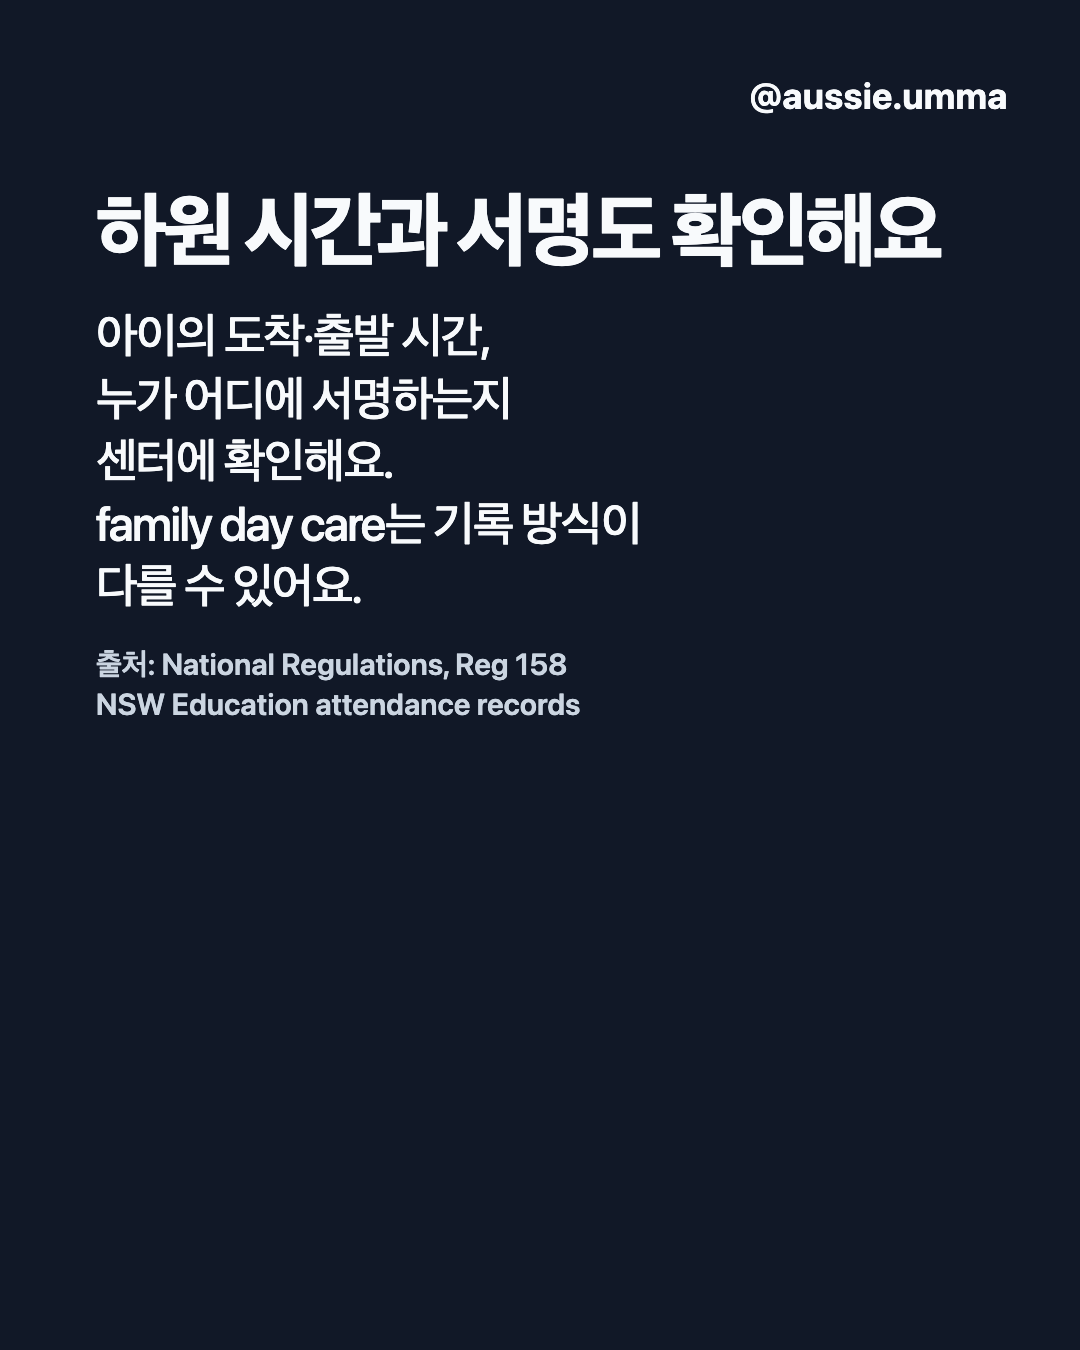 @aussie.umma
하원 시간과 서명도 확인해요
아이의 도착·출발 시간,
누가 어디에 서명하는지
센터에 확인해요.
family day care는 기록 방식이
다를 수 있어요.
출처: National Regulations, Reg 158
NSW Education attendance records